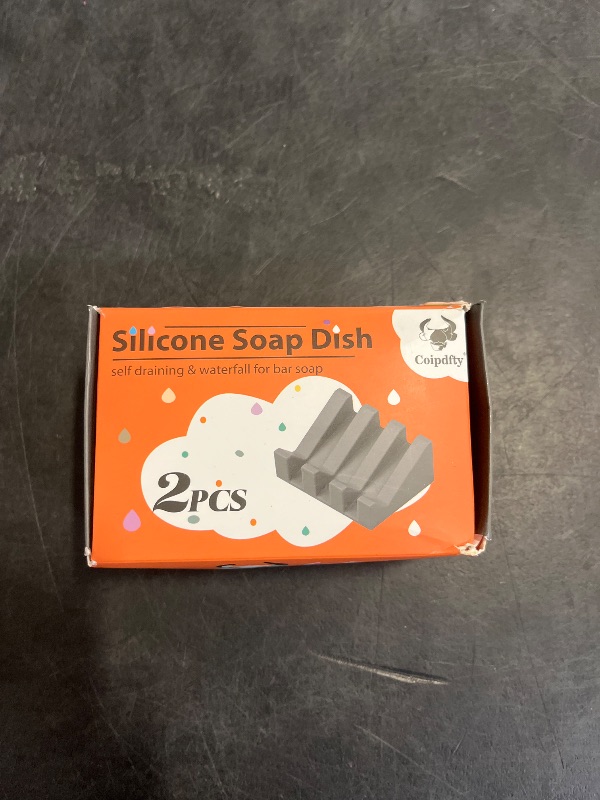 Silicone Soap Dish
Coipdfty
self draining & waterfall for bar soap
2PCS